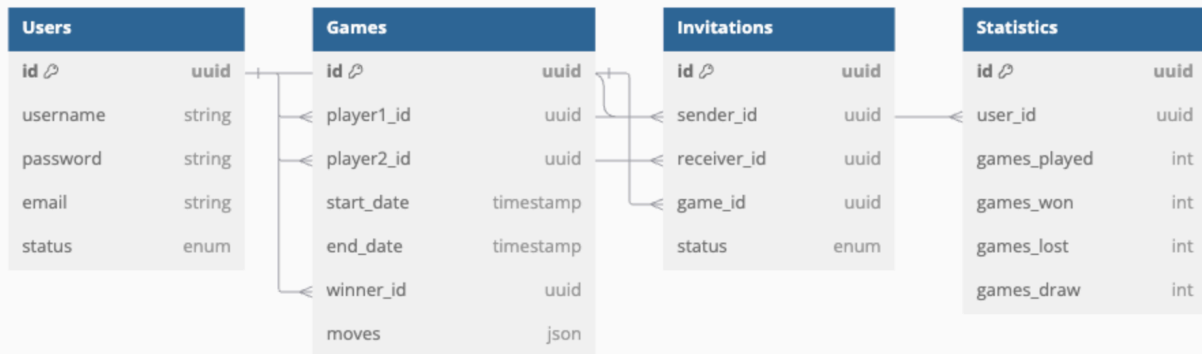 Users
id uuid
username string
password string
email string
status enum
Games
id uuid
player1_id uuid
player2_id uuid
start_date timestamp
end_date timestamp
winner_id uuid
moves json
Invitations
id uuid
sender_id uuid
receiver_id uuid
game_id uuid
status enum
Statistics
id uuid
user_id uuid
games_played int
games_won int
games_lost int
games_draw int